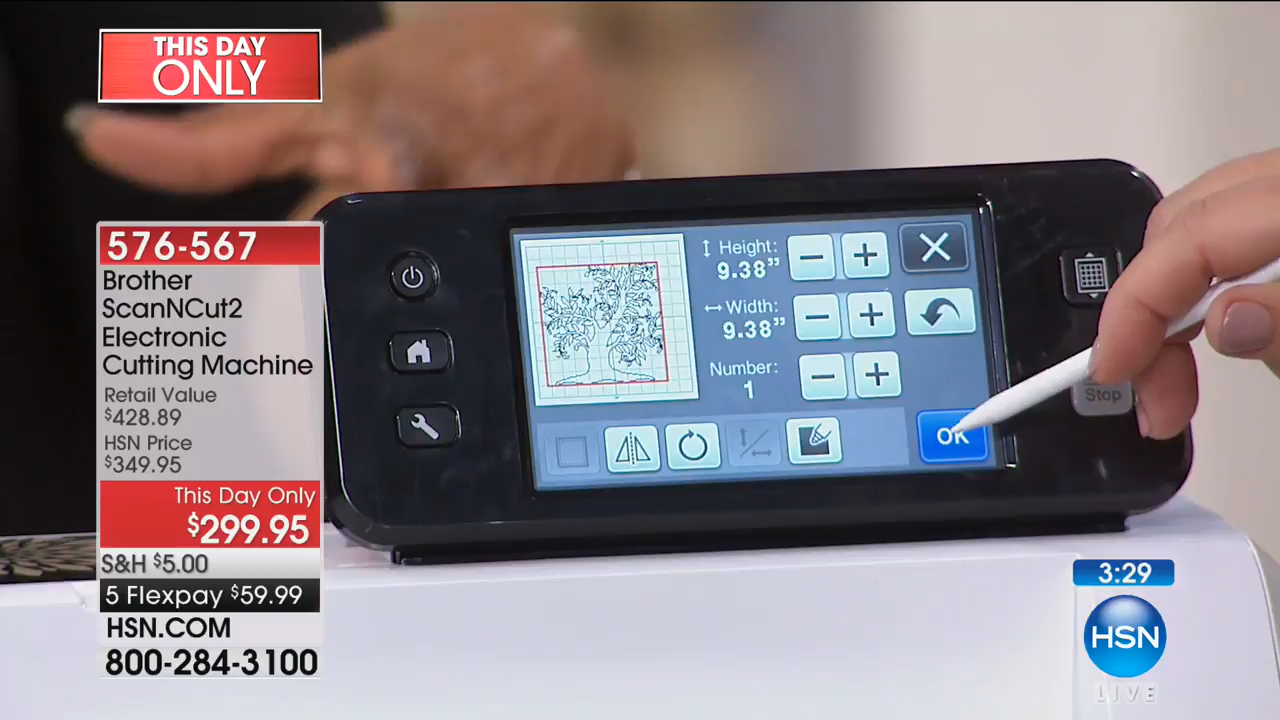 THIS DAY
ONLY
576-567
Brother
ScanNCut2
Electronic
Cutting Machine
Retail Value
$428.89
HSN Price
$349.95
This Day Only
$299.95
S&H $5.00
5 Flexpay $59.99
HSN.COM
800-284-3100
Height:
9.38”
Width:
9.38”
Number:
1
OK
Stop
3:29
HSN
LIVE